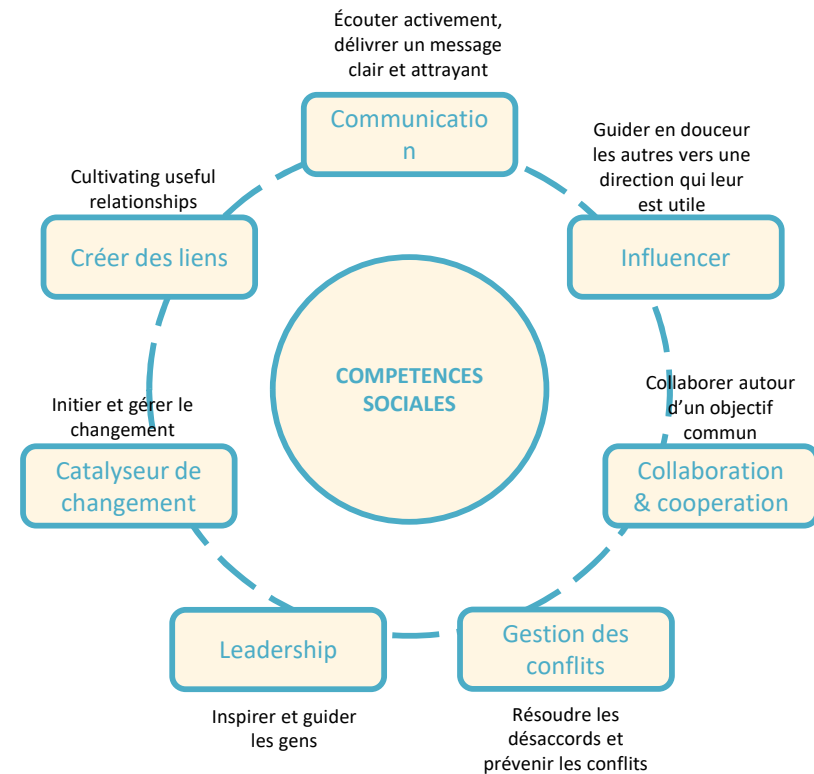 Écouter activement,
délivrer un message
clair et attrayant
Communicatio
n
Guider en douceur
les autres vers une
direction qui leur
est utile
Influencer
Cultivating useful
relationships
Créer des liens
COMPETENCES
SOCIALES
Collaborer autour
d’un objectif
commun
Collaboration
& cooperation
Initier et gérer le
changement
Catalyseur de
changement
Leadership
Inspirer et guider
les gens
Gestion des
conflits
Résoudre les
désaccords et
prévenir les conflits